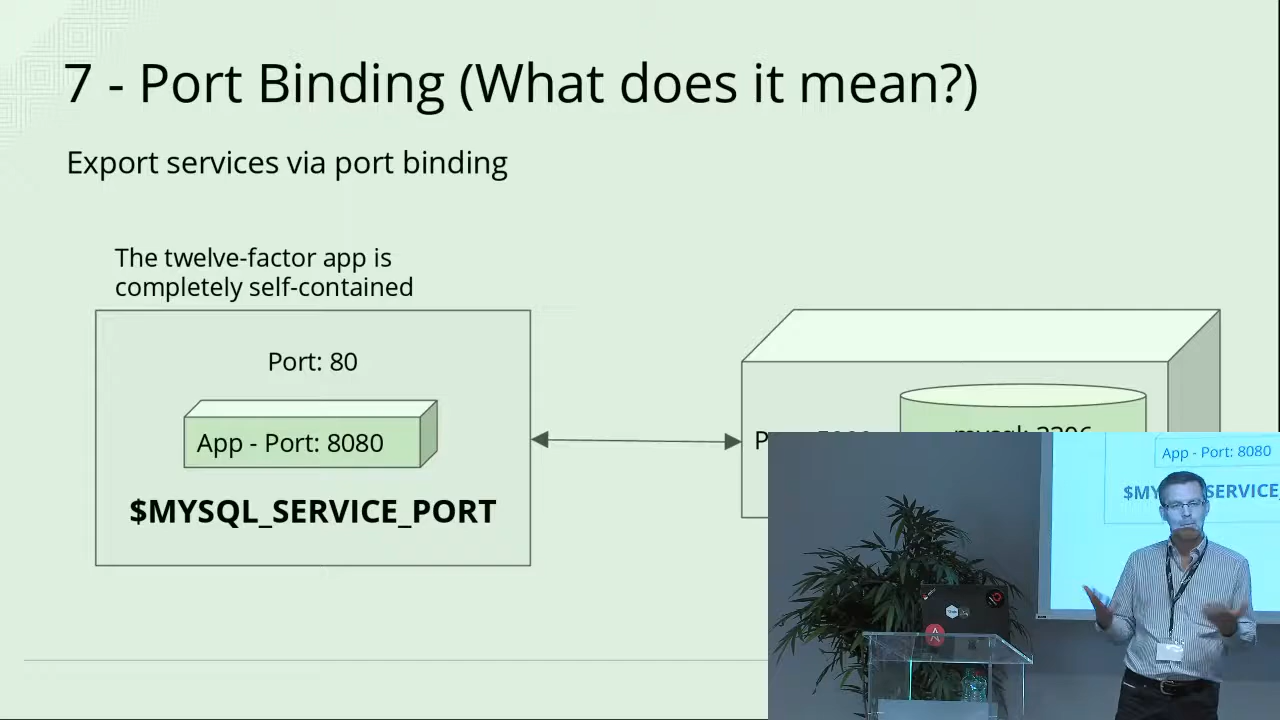 7 - Port Binding (What does it mean?)
Export services via port binding
The twelve-factor app is
completely self-contained
Port: 80
App - Port: 8080
$MYSQL_SERVICE_PORT
App - Port: 8080
$MY SERVICE_